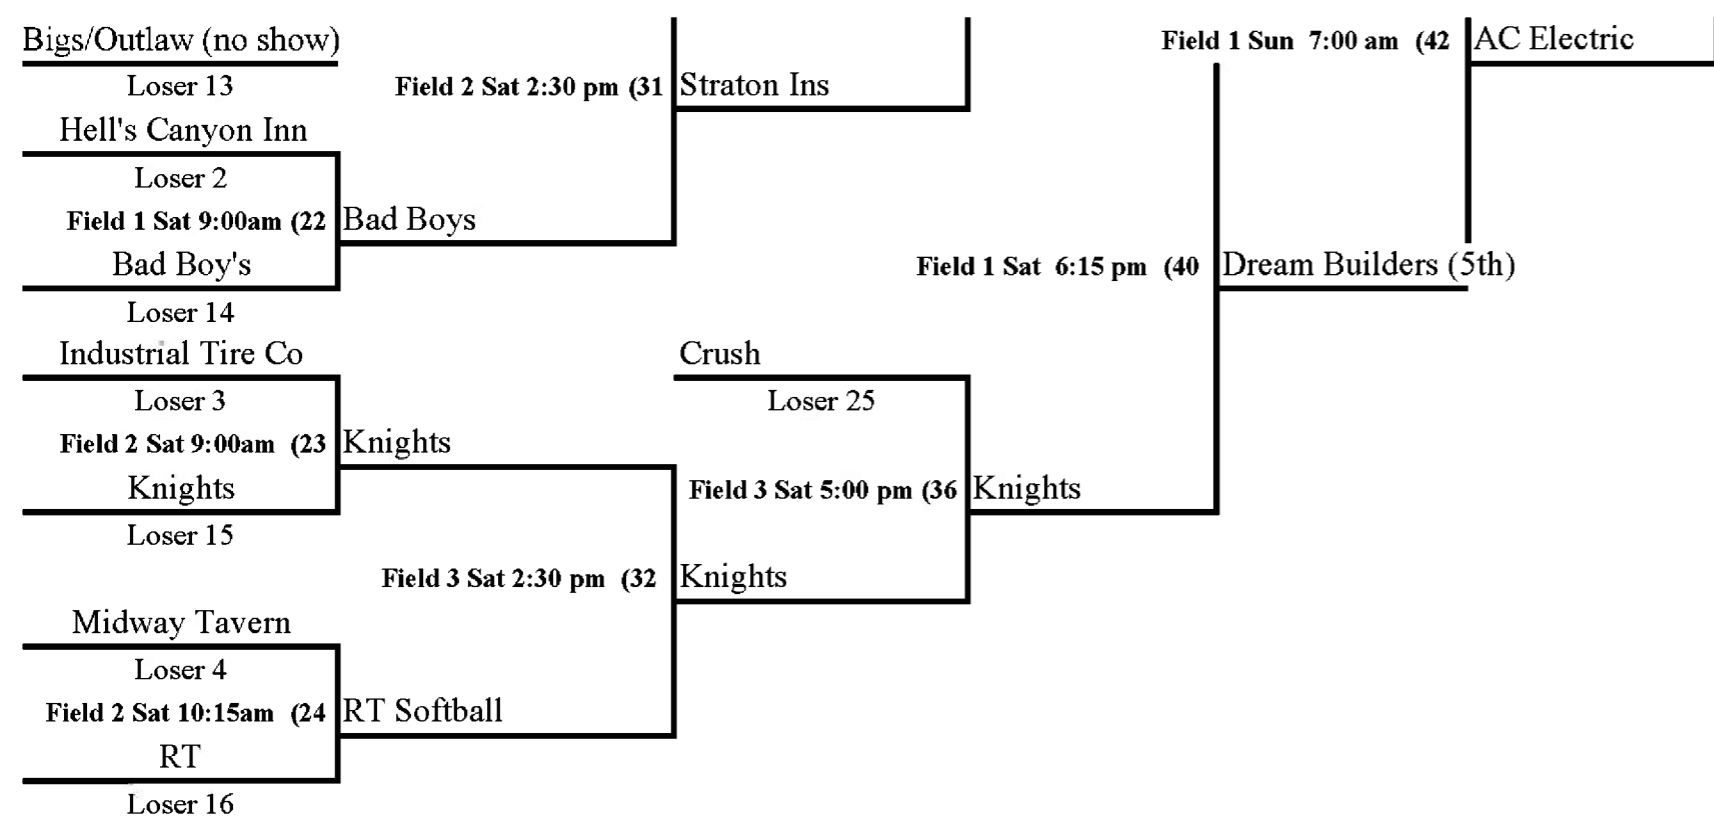 Bigs/Outlaw (no show)
Field 1 Sun 7:00 am (42
AC Electric
Loser 13
Field 2 Sat 2:30 pm (31
Straton Ins
Hell's Canyon Inn
Loser 2
Field 1 Sat 9:00am (22
Bad Boys
Bad Boy's
Field 1 Sat 6:15 pm (40
Dream Builders (5th)
Loser 14
Industrial Tire Co
Crush
Loser 3
Loser 25
Field 2 Sat 9:00am (23
Knights
Knights
Field 3 Sat 5:00 pm (36
Knights
Loser 15
Field 3 Sat 2:30 pm (32
Knights
Midway Tavern
Loser 4
Field 2 Sat 10:15am (24
RT Softball
RT
Loser 16